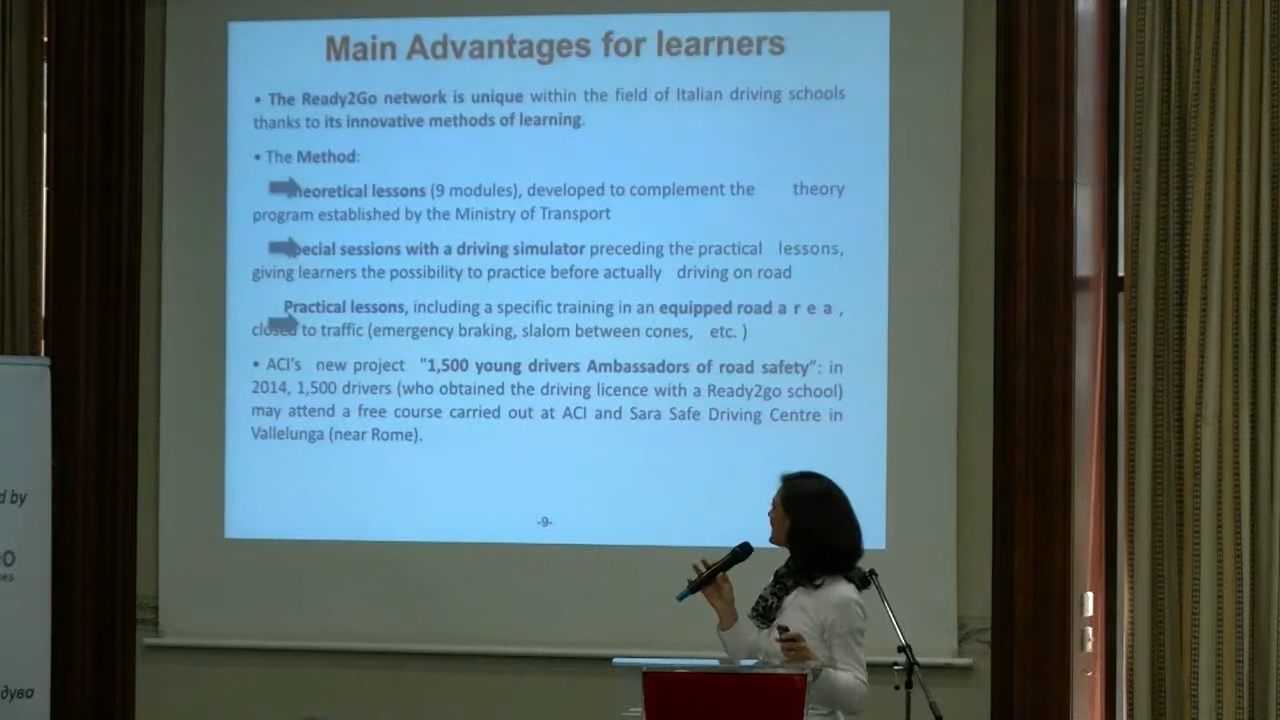 Main Advantages for learners
• The Ready2Go network is unique within the field of Italian driving schools
thanks to its innovative methods of learning.
• The Method:
heoretical lessons (9 modules), developed to complement the theory
program established by the Ministry of Transport
ecial sessions with a driving simulator preceding the practical lessons,
giving learners the possibility to practice before actually driving on road
Practical lessons, including a specific training in an equipped road a r e a ,
closed to traffic (emergency braking, slalom between cones, etc. )
• ACI's new project "1,500 young drivers Ambassadors of road safety": in
2014, 1,500 drivers (who obtained the driving licence with a Ready2go school)
may attend a free course carried out at ACI and Sara Safe Driving Centre in
Vallelunga (near Rome).
-9-
d by
O
es
дува